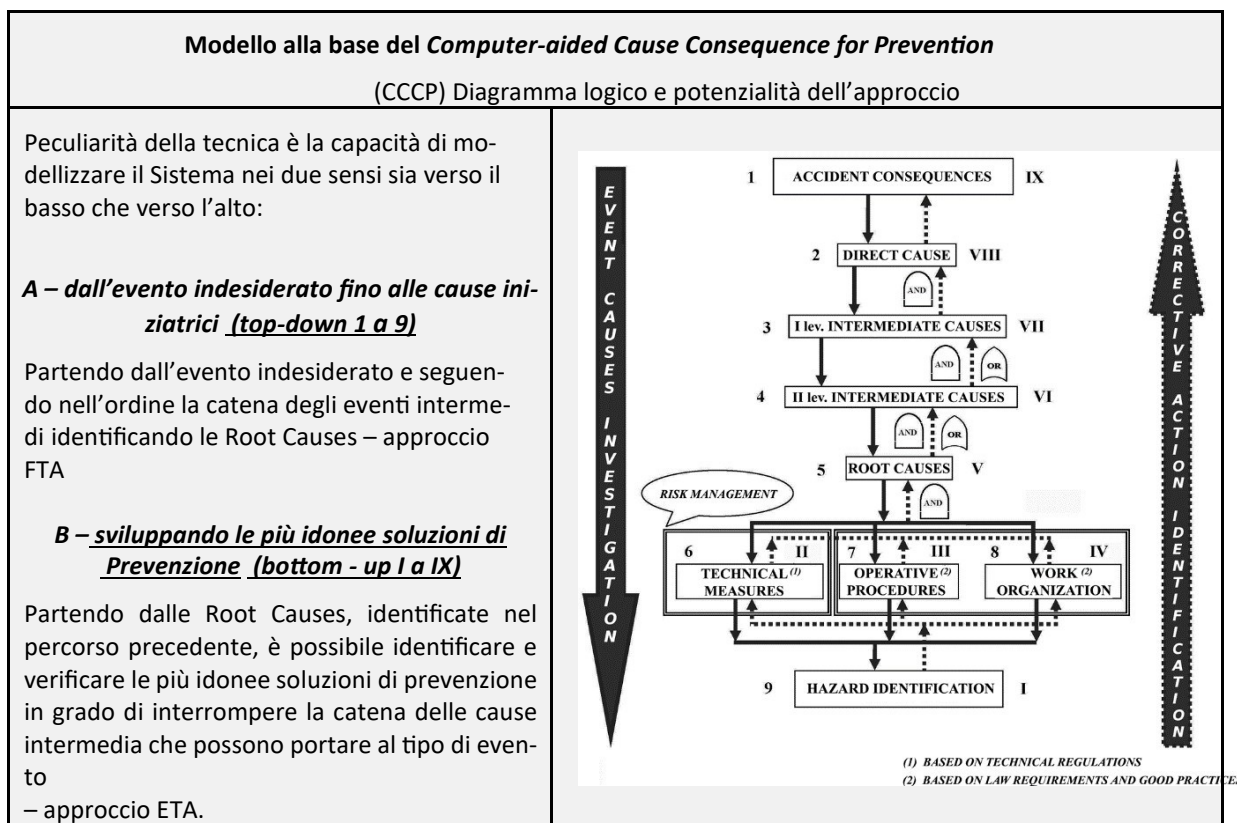 Modello alla base del Computer-aided Cause Consequence for Prevention
(CCCP) Diagramma logico e potenzialità dell'approccio
Peculiarità della tecnica è la capacità di mo-
dellizzare il Sistema nei due sensi sia verso il
basso che verso l'alto:
A – dall'evento indesiderato fino alle cause ini-
ziatrici (top-down 1 a 9)
Partendo dall'evento indesiderato e seguen-
do nell'ordine la catena degli eventi interme-
di identificando le Root Causes – approccio
FTA
B – sviluppando le più idonee soluzioni di
Prevenzione (bottom - up I a IX)
Partendo dalle Root Causes, identificate nel
percorso precedente, è possibile identificare e
verificare le più idonee soluzioni di prevenzione
in grado di interrompere la catena delle cause
intermedia che possono portare al tipo di even-
to
– approccio ETA.
EVENT CAUSES INVESTIGATION
1 ACCIDENT CONSEQUENCES IX
2 DIRECT CAUSE VIII
AND
3 I lev. INTERMEDIATE CAUSES VII
AND OR
4 II lev. INTERMEDIATE CAUSES VI
AND OR
5 ROOT CAUSES V
RISK MANAGEMENT
AND
6 II 7 III 8 IV
TECHNICAL (1) OPERATIVE (2) WORK (2)
MEASURES PROCEDURES ORGANIZATION
9 HAZARD IDENTIFICATION I
CORRECTIVE ACTION IDENTIFICATION
(1) BASED ON TECHNICAL REGULATIONS
(2) BASED ON LAW REQUIREMENTS AND GOOD PRACTICES